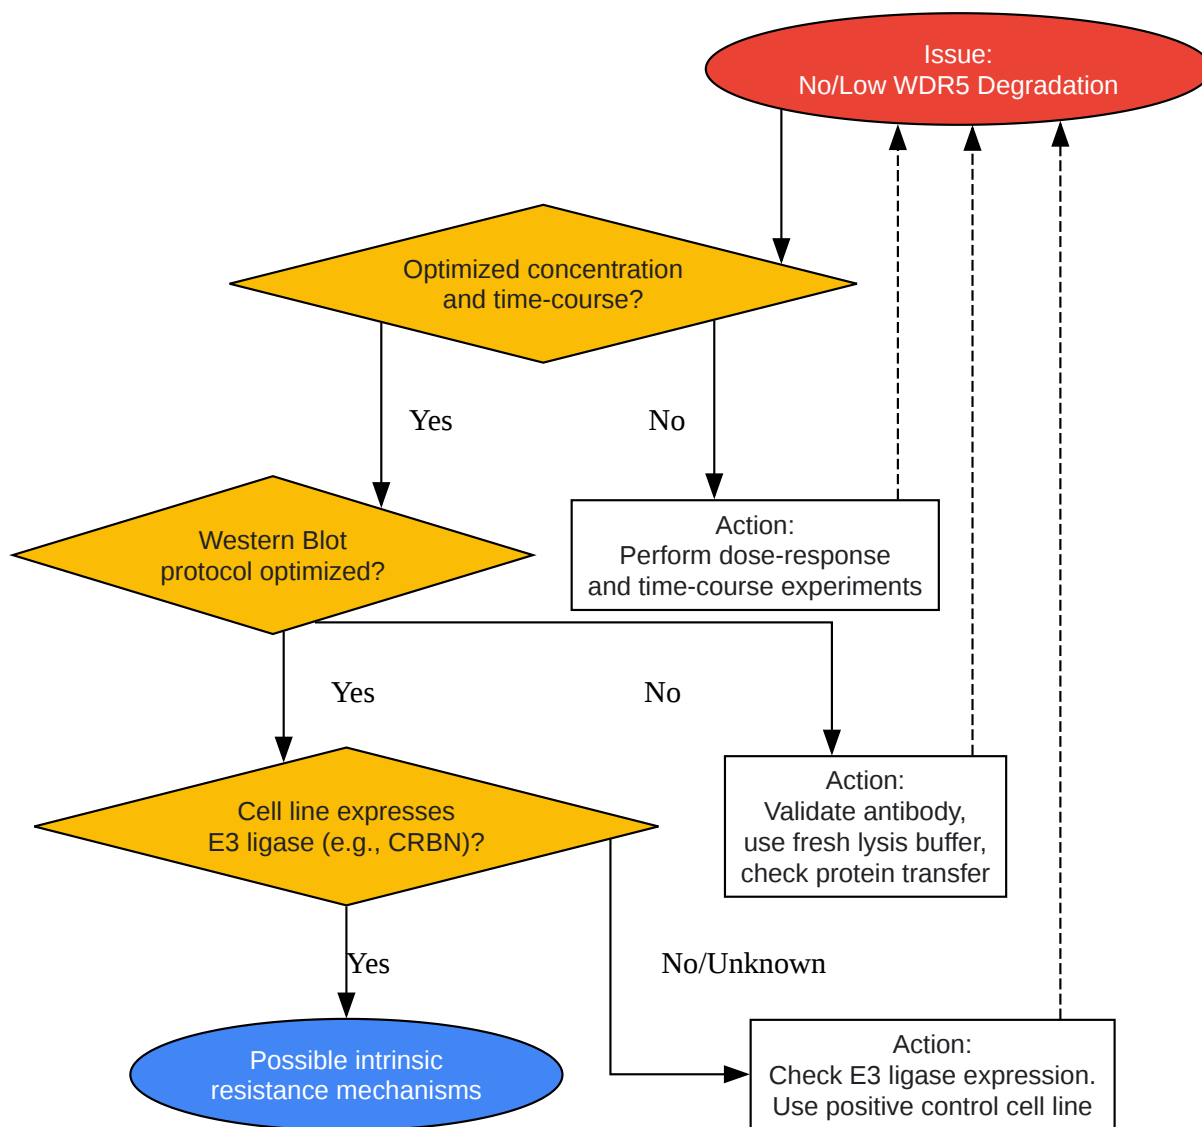 Issue:
No/Low WDR5 Degradation
Optimized concentration
and time-course?
Yes
No
Western Blot
protocol optimized?
Action:
Perform dose-response
and time-course experiments
Yes
No
Cell line expresses
E3 ligase (e.g., CRBN)?
Action:
Validate antibody,
use fresh lysis buffer,
check protein transfer
Yes
No/Unknown
Possible intrinsic
resistance mechanisms
Action:
Check E3 ligase expression.
Use positive control cell line